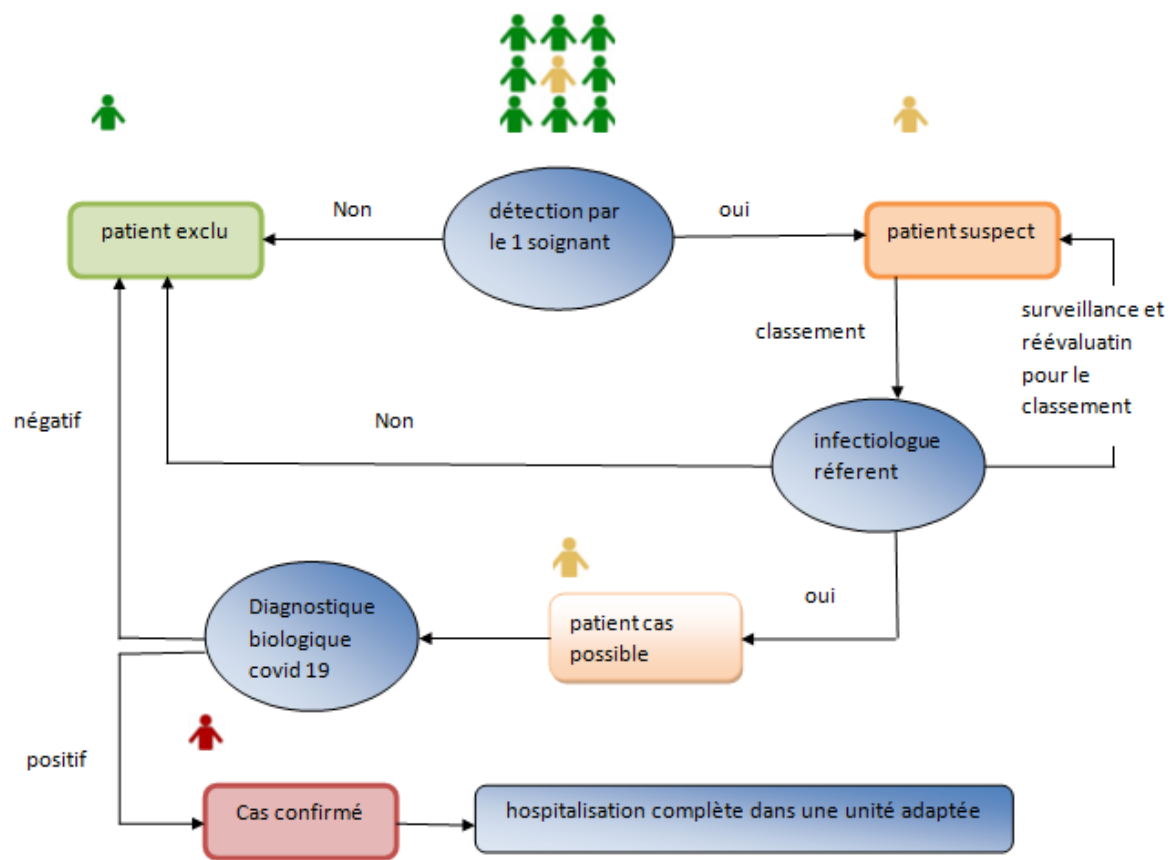 Non
détection par
le 1 soignant
oui
patient exclu
patient suspect
classement
surveillance et
réévaluatin
pour le
classement
négatif
Non
infectiologue
réferent
oui
patient cas
possible
Diagnostique
biologique
covid 19
positif
Cas confirmé
hospitalisation complète dans une unité adaptée